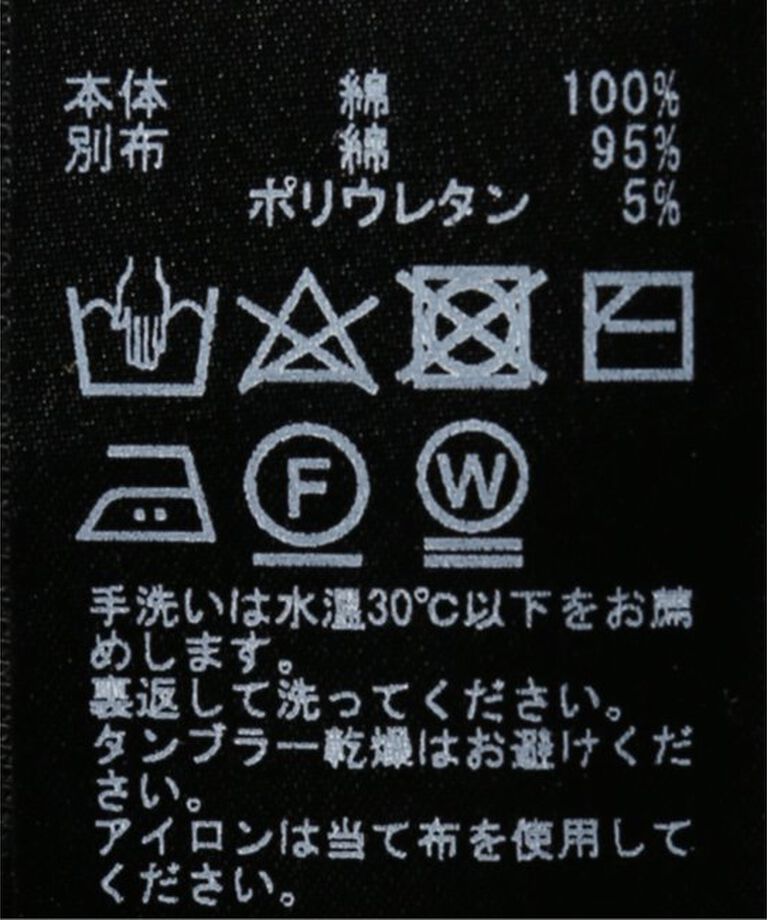 本体 綿 100%
別布 綿 95%
ポリウレタン 5%
F W
手洗いは水温30℃以下をお薦
めします。
裏返して洗ってください。
タンブラー乾燥はお避けくだ
さい。
アイロンは当て布を使用して
ください。